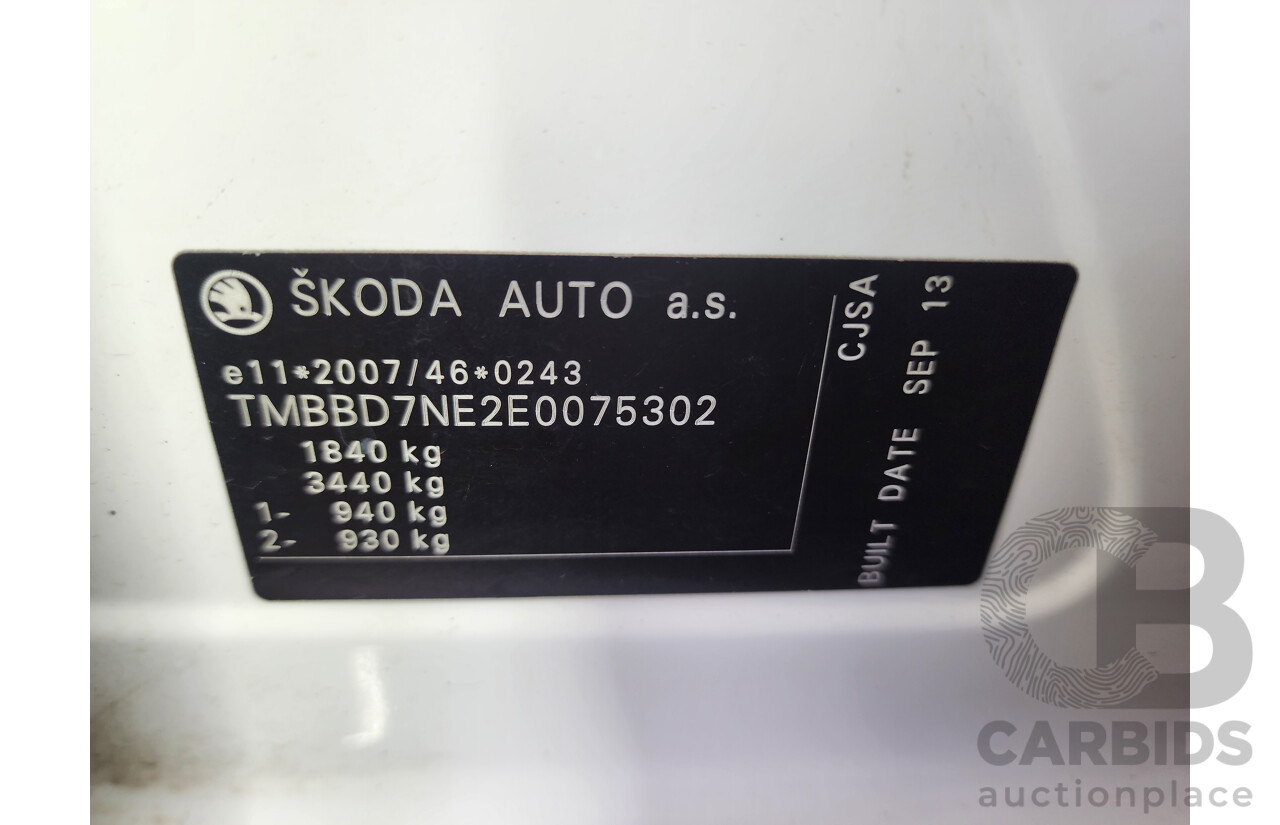 ŠKODA AUTO a.s.
e11*2007/46*0243
TMBBD7NE2E0075302
1840 kg
3440 kg
1- 940 kg
2- 930 kg
CJSA
BUILT DATE SEP 13
CB
CARBIDS
auctionplace